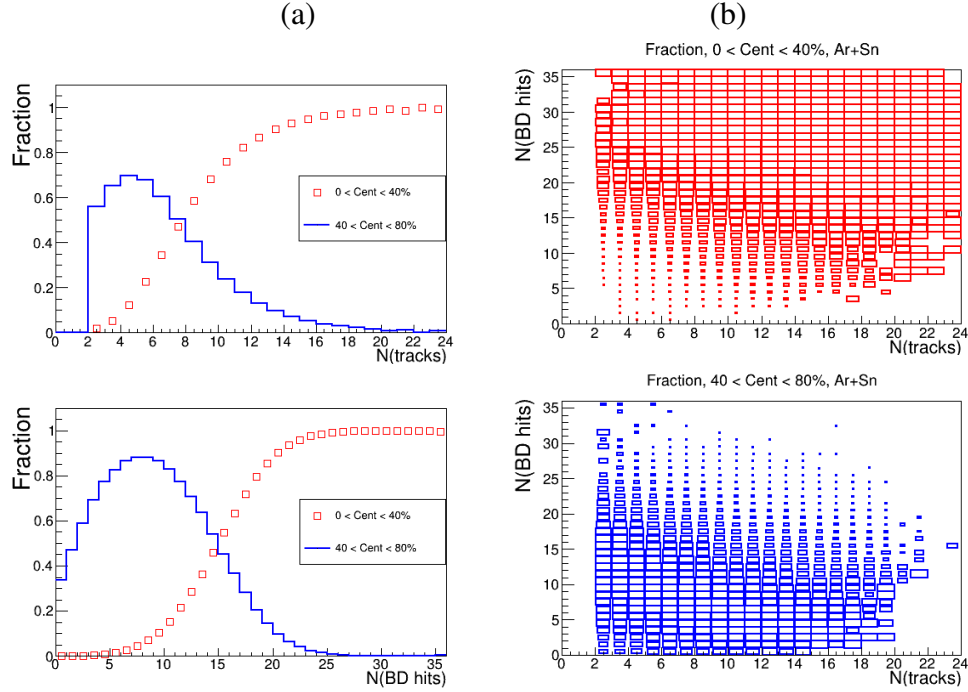 (a)
(b)
Fraction
1
0.8
0.6
0.4
0.2
0
0 < Cent < 40%
40 < Cent < 80%
0 2 4 6 8 10 12 14 16 18 20 22 24
N(tracks)
Fraction, 0 < Cent < 40%, Ar+Sn
N(BD hits)
35
30
25
20
15
10
5
0
0 2 4 6 8 10 12 14 16 18 20 22 24
N(tracks)
Fraction
1
0.8
0.6
0.4
0.2
0
0 < Cent < 40%
40 < Cent < 80%
0 5 10 15 20 25 30 35
N(BD hits)
Fraction, 40 < Cent < 80%, Ar+Sn
N(BD hits)
35
30
25
20
15
10
5
0
0 2 4 6 8 10 12 14 16 18 20 22 24
N(tracks)